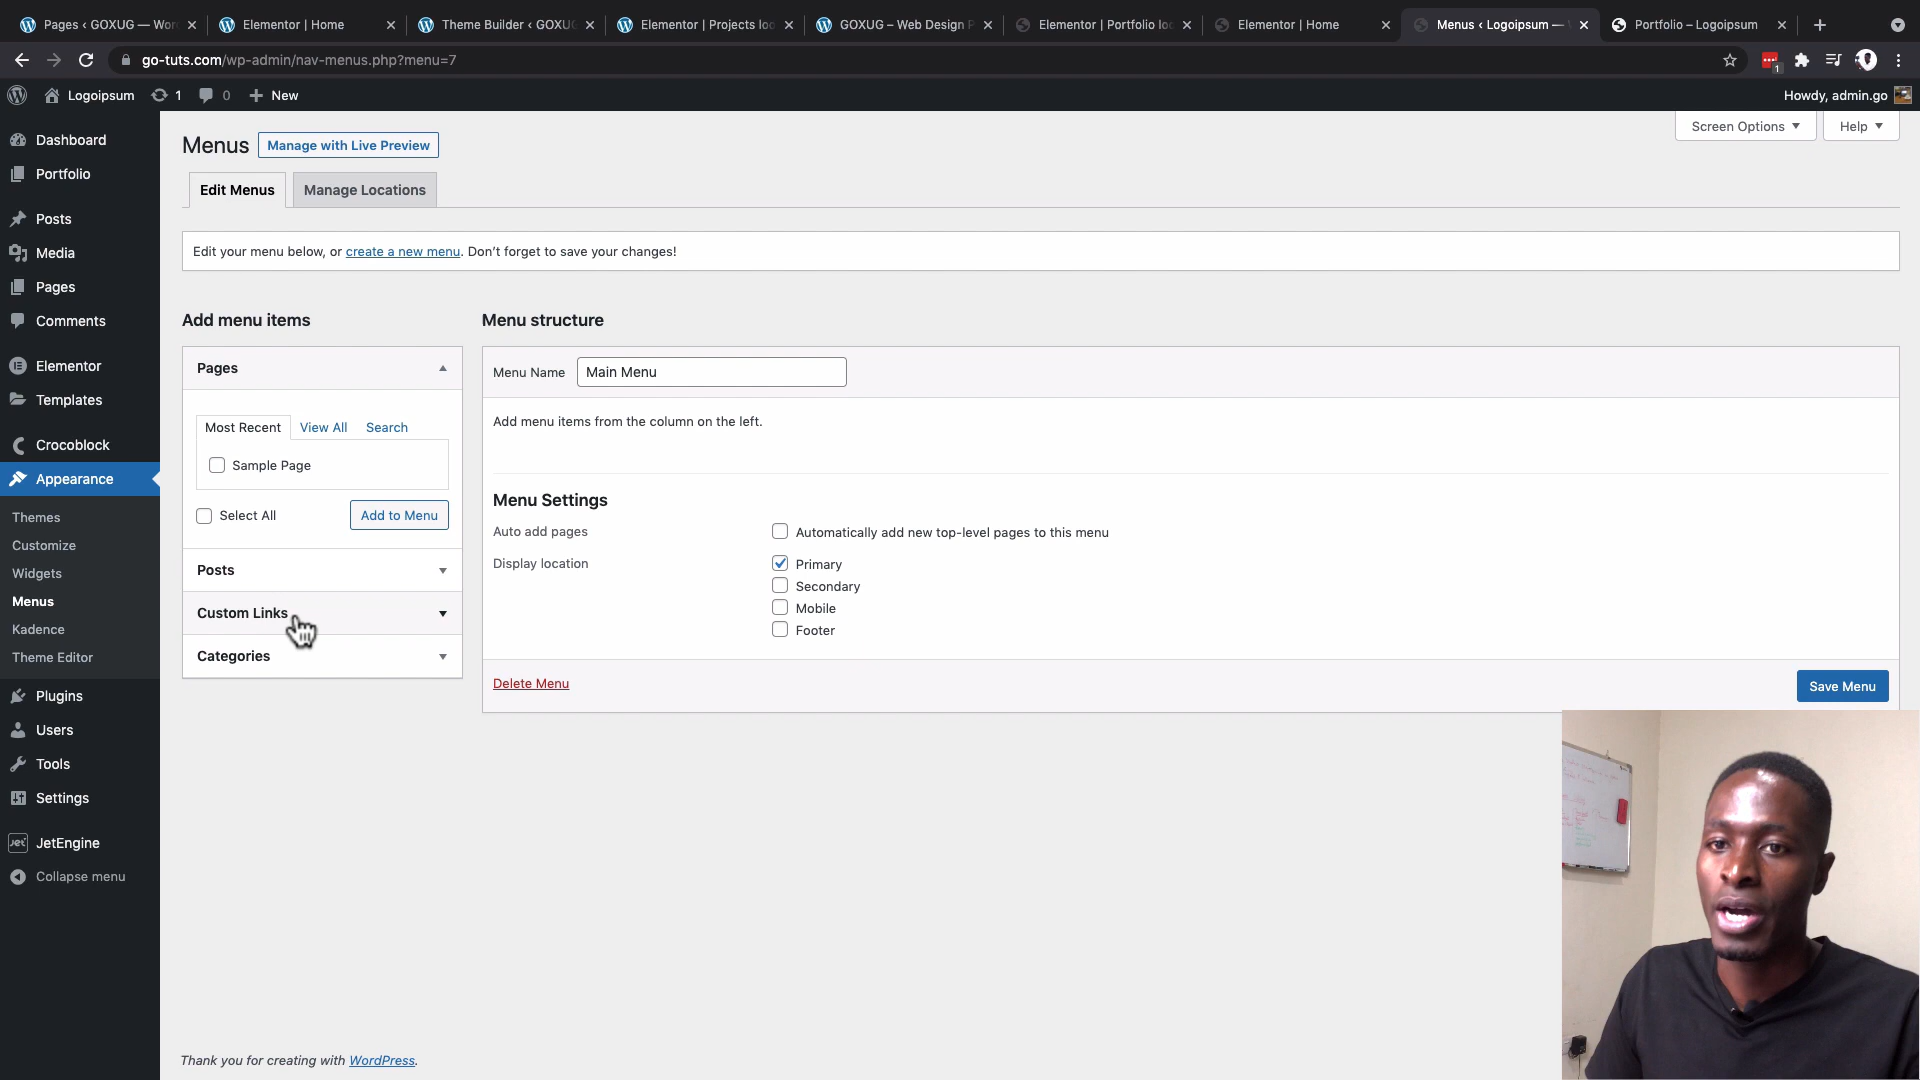 Pages ‹ GOXUG — Wor
Elementor | Home
Theme Builder ‹ GOXUG
Elementor | Projects loo
GOXUG – Web Design P
Elementor | Portfolio loo
Elementor | Home
Menus ‹ Logoipsum —
Portfolio – Logoipsum
go-tuts.com/wp-admin/nav-menus.php?menu=7
1
Logoipsum
1
0
New
Howdy, admin.go
Screen Options
Help
Dashboard
Portfolio
Posts
Media
Pages
Comments
Elementor
Templates
Crocoblock
Appearance
Themes
Customize
Widgets
Menus
Kadence
Theme Editor
Plugins
Users
Tools
Settings
JetEngine
Collapse menu
Menus
Manage with Live Preview
Edit Menus
Manage Locations
Edit your menu below, or create a new menu. Don’t forget to save your changes!
Add menu items
Pages
Most Recent
View All
Search
Sample Page
Select All
Add to Menu
Posts
Custom Links
Categories
Menu structure
Menu Name
Main Menu
Add menu items from the column on the left.
Menu Settings
Auto add pages
Automatically add new top-level pages to this menu
Display location
Primary
Secondary
Mobile
Footer
Delete Menu
Save Menu
Thank you for creating with WordPress.